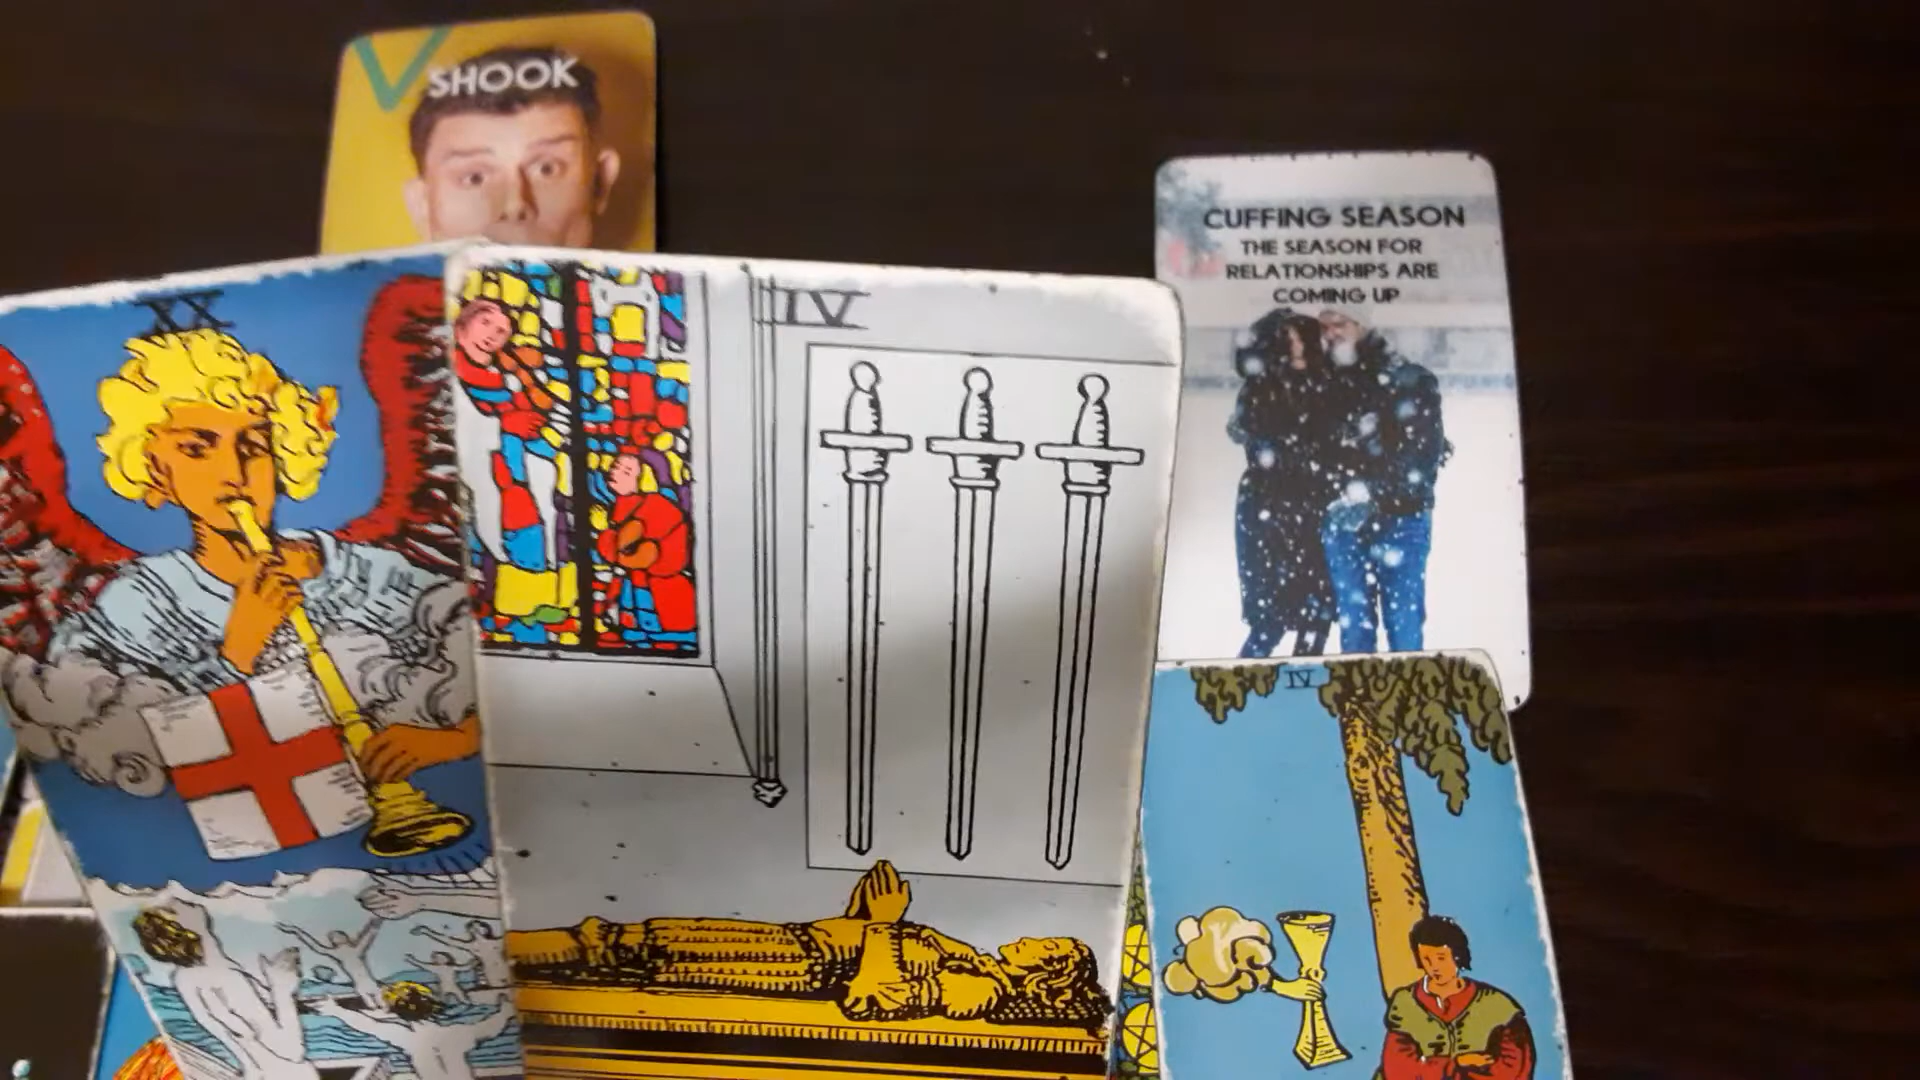 SHOOK
CUFFING SEASON
THE SEASON FOR
RELATIONSHIPS ARE
COMING UP
XX
IV
IV